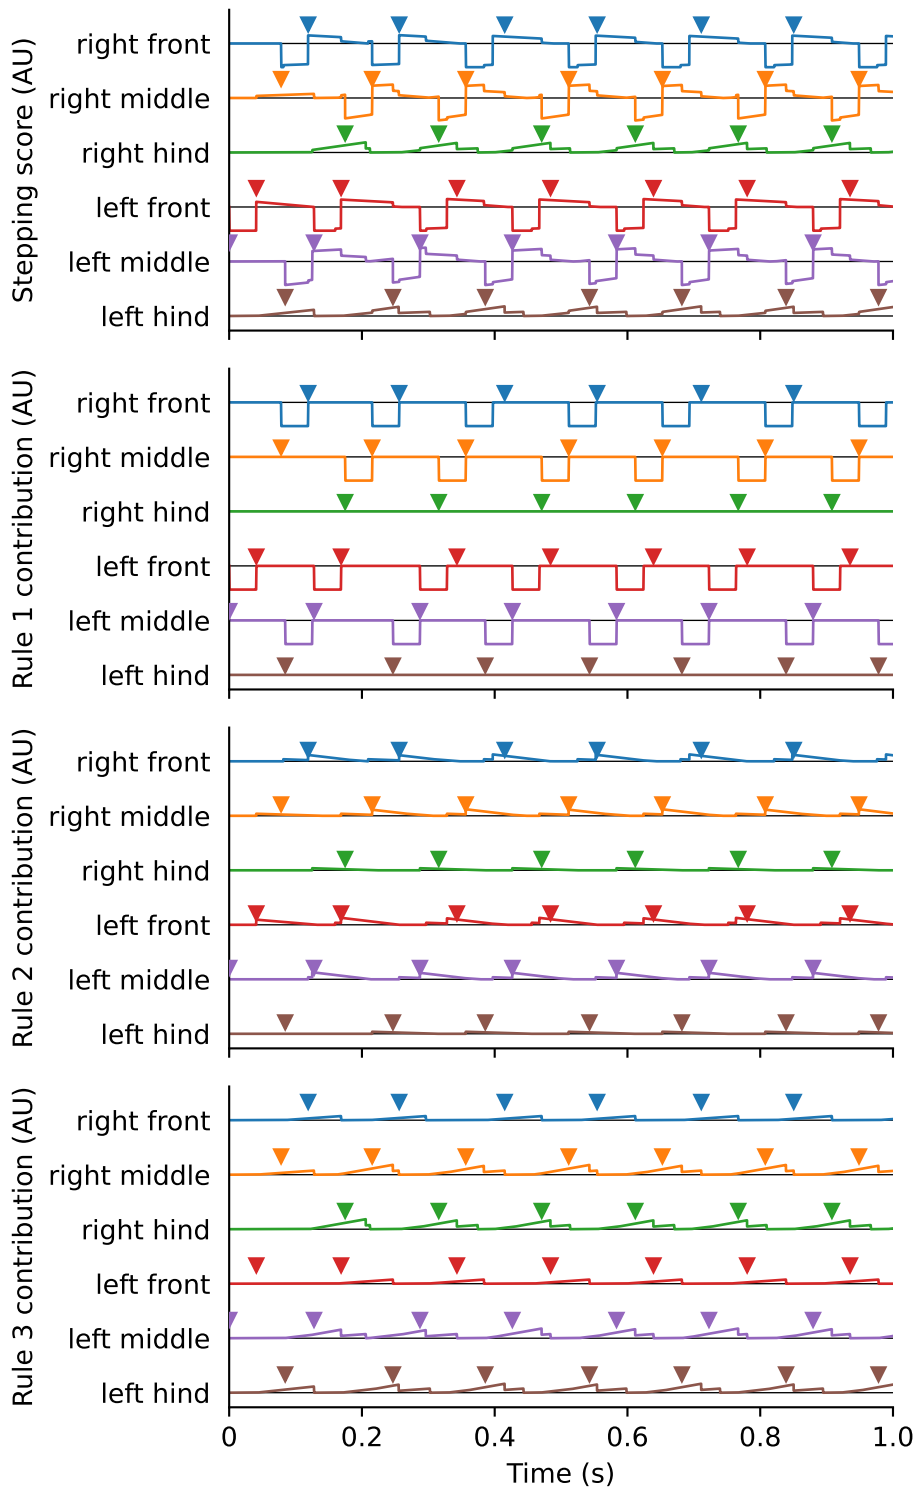 Stepping score (AU)
right front
right middle
right hind
left front
left middle
left hind
Rule 1 contribution (AU)
right front
right middle
right hind
left front
left middle
left hind
Rule 2 contribution (AU)
right front
right middle
right hind
left front
left middle
left hind
Rule 3 contribution (AU)
right front
right middle
right hind
left front
left middle
left hind
0 0.2 0.4 0.6 0.8 1.0
Time (s)